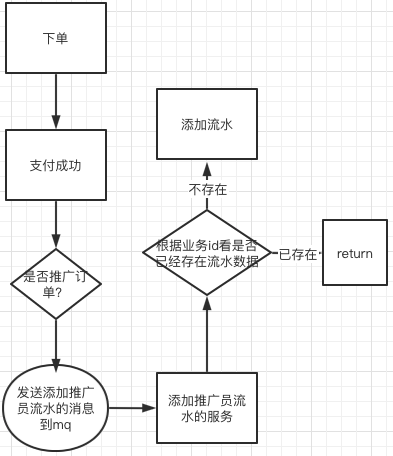 下单
支付成功
是否推广订
单？
发送添加推广
员流水的消息
到mq
添加推广员流
水的服务
根据业务id看是否
已经存在流水数据
不存在
添加流水
已存在
return